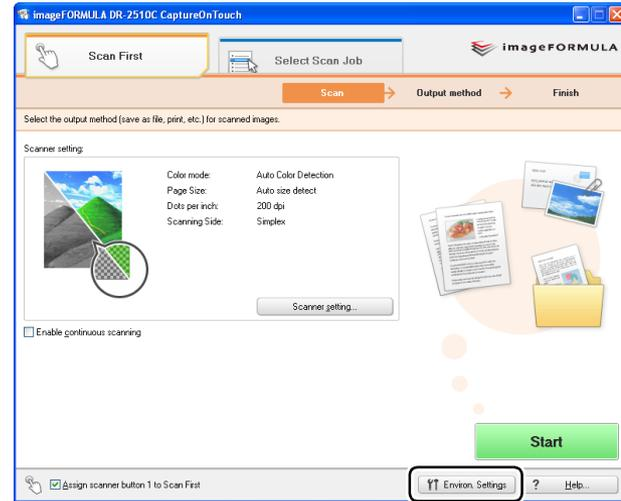 imageFORMULA DR-2510C CaptureOnTouch
Scan First
Select Scan Job
imageFORMULA
Scan
Output method
Finish
Select the output method (save as file, print, etc.) for scanned images.
Scanner setting:
Color mode: Auto Color Detection
Page Size: Auto size detect
Dots per inch: 200 dpi
Scanning Side: Simplex
Scanner setting...
Enable continuous scanning
Start
Assign scanner button 1 to Scan First
Environ. Settings
? Help...